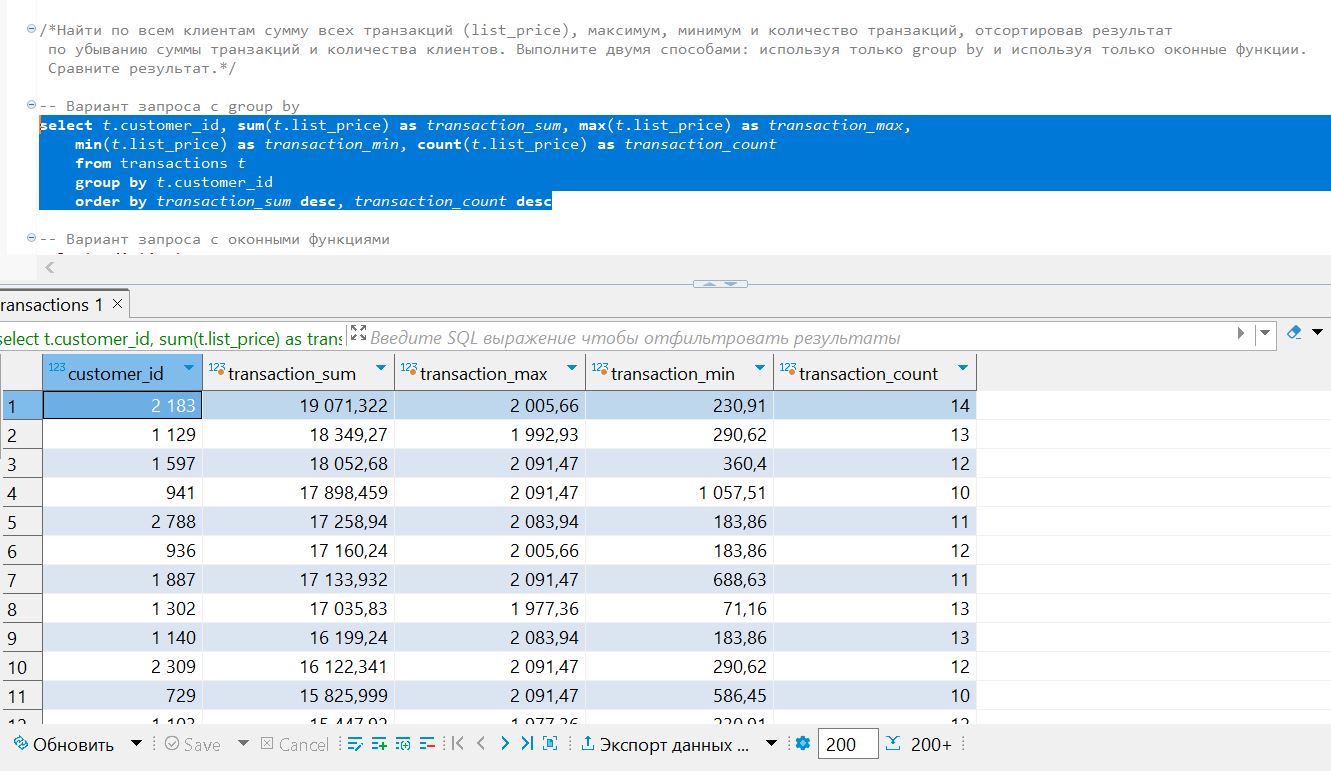 /*Найти по всем клиентам сумму всех транзакций (list_price), максимум, минимум и количество транзакций, отсортировав результат
по убыванию суммы транзакций и количества клиентов. Выполните двумя способами: используя только group by и используя только оконные функции.
Сравните результат.*/
-- Вариант запроса с group by
select t.customer_id, sum(t.list_price) as transaction_sum, max(t.list_price) as transaction_max,
min(t.list_price) as transaction_min, count(t.list_price) as transaction_count
from transactions t
group by t.customer_id
order by transaction_sum desc, transaction_count desc
-- Вариант запроса с оконными функциями
ransactions 1
select t.customer_id, sum(t.list_price) as trans Введите SQL выражение чтобы отфильтровать результаты
123 customer_id 123 transaction_sum 123 transaction_max 123 transaction_min 123 transaction_count
1 2 183 19 071,322 2 005,66 230,91 14
2 1 129 18 349,27 1 992,93 290,62 13
3 1 597 18 052,68 2 091,47 360,4 12
4 941 17 898,459 2 091,47 1 057,51 10
5 2 788 17 258,94 2 083,94 183,86 11
6 936 17 160,24 2 005,66 183,86 12
7 1 887 17 133,932 2 091,47 688,63 11
8 1 302 17 035,83 1 977,36 71,16 13
9 1 140 16 199,24 2 083,94 183,86 13
10 2 309 16 122,341 2 091,47 290,62 12
11 729 15 825,999 2 091,47 586,45 10
Обновить Save Cancel Экспорт данных ... 200 200+